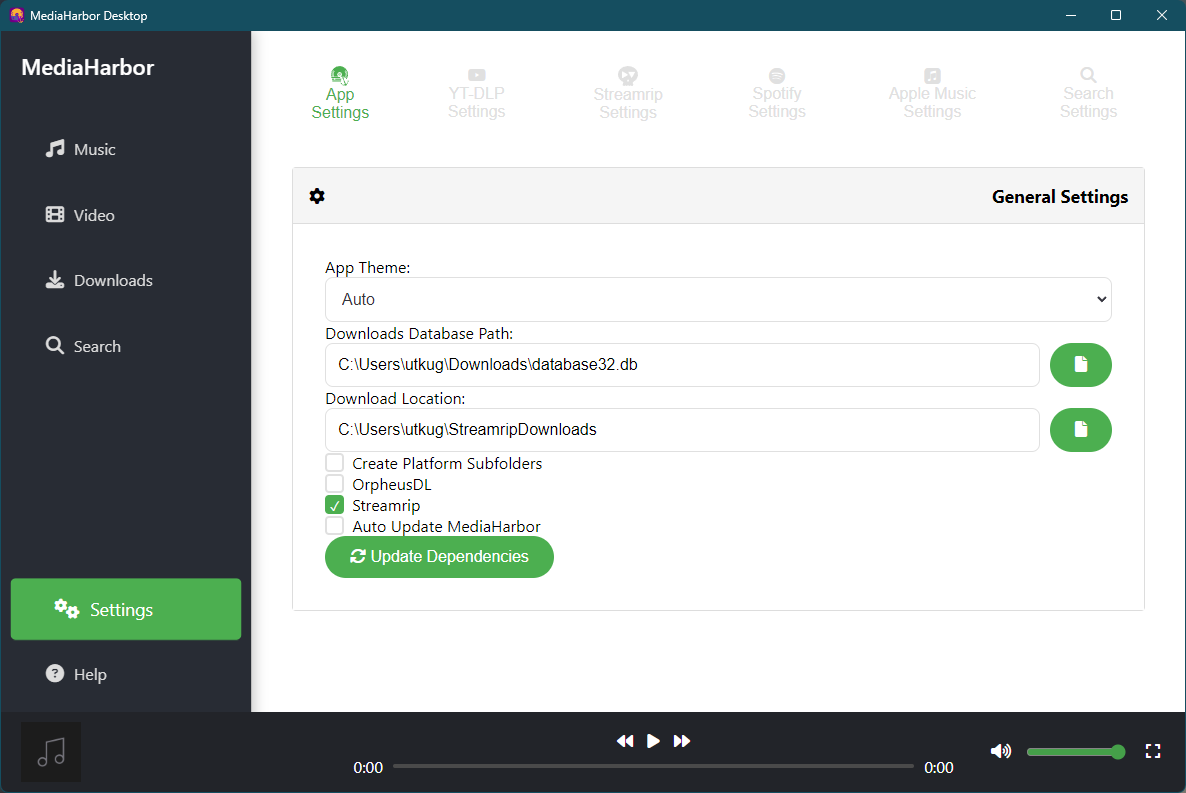 MediaHarbor Desktop
MediaHarbor
Music
Video
Downloads
Search
Settings
Help
App
Settings
YT-DLP
Settings
Streamrip
Settings
Spotify
Settings
Apple Music
Settings
Search
Settings
General Settings
App Theme:
Auto
Downloads Database Path:
C:\Users\utkug\Downloads\database32.db
Download Location:
C:\Users\utkug\StreamripDownloads
Create Platform Subfolders
OrpheusDL
Streamrip
Auto Update MediaHarbor
Update Dependencies
0:00
0:00